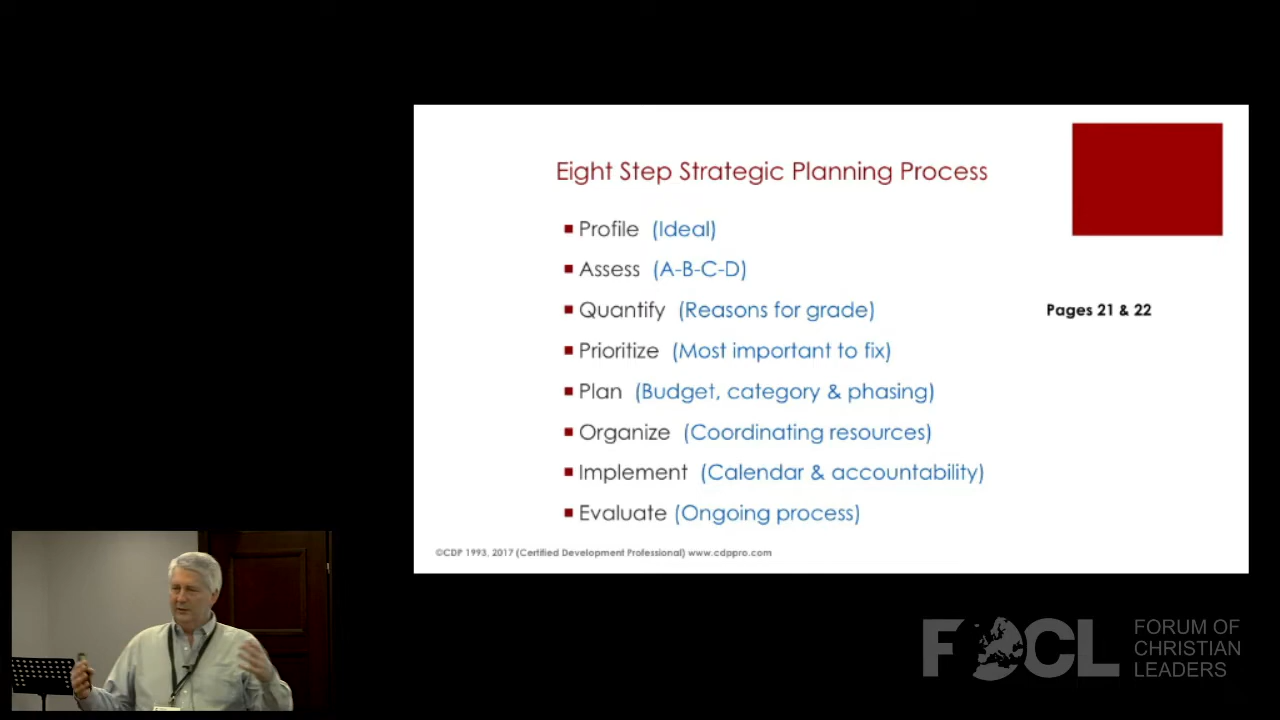 Eight Step Strategic Planning Process
▪ Profile (Ideal)
▪ Assess (A-B-C-D)
▪ Quantify (Reasons for grade)
▪ Prioritize (Most important to fix)
▪ Plan (Budget, category & phasing)
▪ Organize (Coordinating resources)
▪ Implement (Calendar & accountability)
▪ Evaluate (Ongoing process)
Pages 21 & 22
©CDP 1993, 2017 (Certified Development Professional) www.cdppro.com
FOCL
FORUM OF
CHRISTIAN
LEADERS